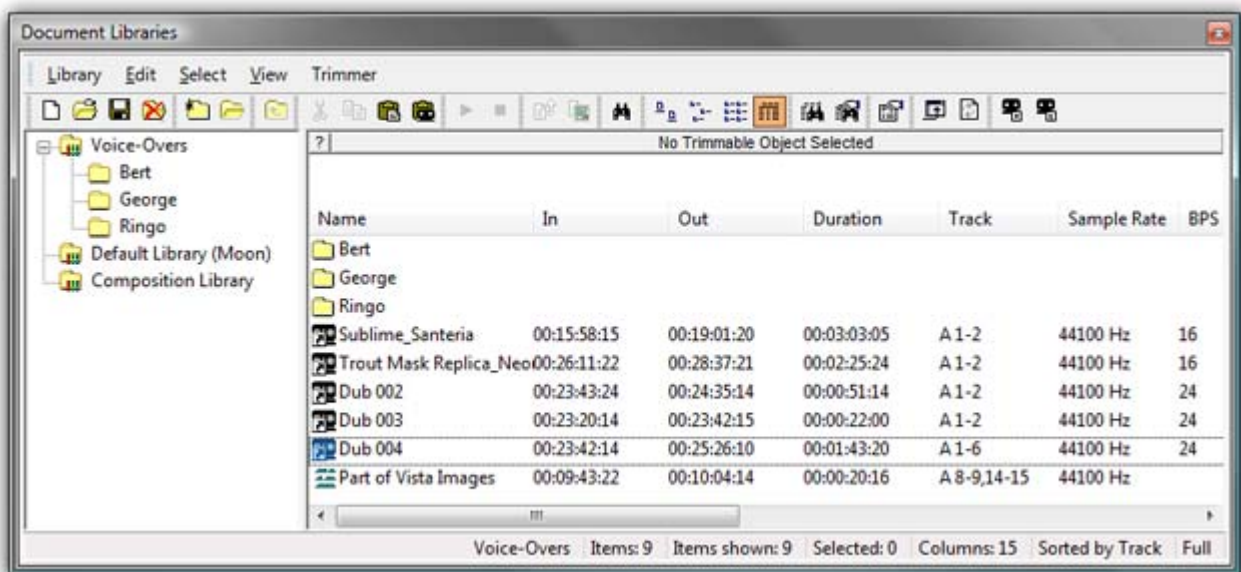 Document Libraries
Library Edit Select View Trimmer
Voice-Overs
Bert
George
Ringo
Default Library (Moon)
Composition Library
? No Trimmable Object Selected
Name In Out Duration Track Sample Rate BPS
Bert
George
Ringo
Sublime_Santeria 00:15:58:15 00:19:01:20 00:03:03:05 A 1-2 44100 Hz 16
Trout Mask Replica_Neo 00:26:11:22 00:28:37:21 00:02:25:24 A 1-2 44100 Hz 16
Dub 002 00:23:43:24 00:24:35:14 00:00:51:14 A 1-2 44100 Hz 24
Dub 003 00:23:20:14 00:23:42:15 00:00:22:00 A 1-2 44100 Hz 24
Dub 004 00:23:42:14 00:25:26:10 00:01:43:20 A 1-6 44100 Hz 24
Part of Vista Images 00:09:43:22 00:10:04:14 00:00:20:16 A 8-9,14-15 44100 Hz
Voice-Overs Items: 9 Items shown: 9 Selected: 0 Columns: 15 Sorted by Track Full